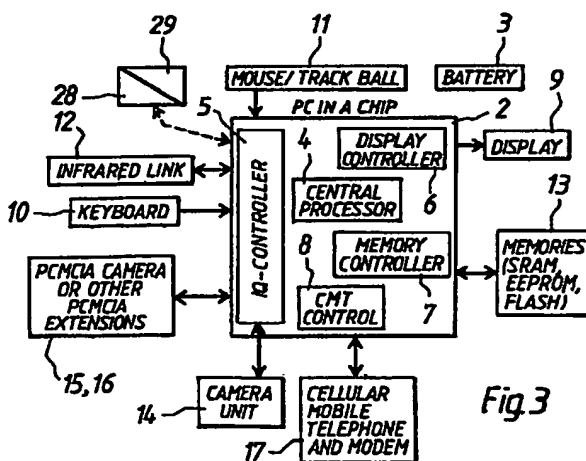 11
3
29
28
MOUSE/TRACK BALL
BATTERY
PC IN A CHIP
5
2
9
12
4
DISPLAY
CONTROLLER
DISPLAY
INFRARED LINK
6
10
KEYBOARD
IQ-CONTROLLER
CENTRAL
PROCESSOR
13
8
MEMORY
CONTROLLER
MEMORIES
(SRAM,
EEPROM,
FLASH)
PCMCIA CAMERA
OR OTHER
PCMCIA
EXTENSIONS
CMT
CONTROL
7
15,16
14
CAMERA
UNIT
CELLULAR
MOBILE
TELEPHONE
AND MODEM
17
Fig.3